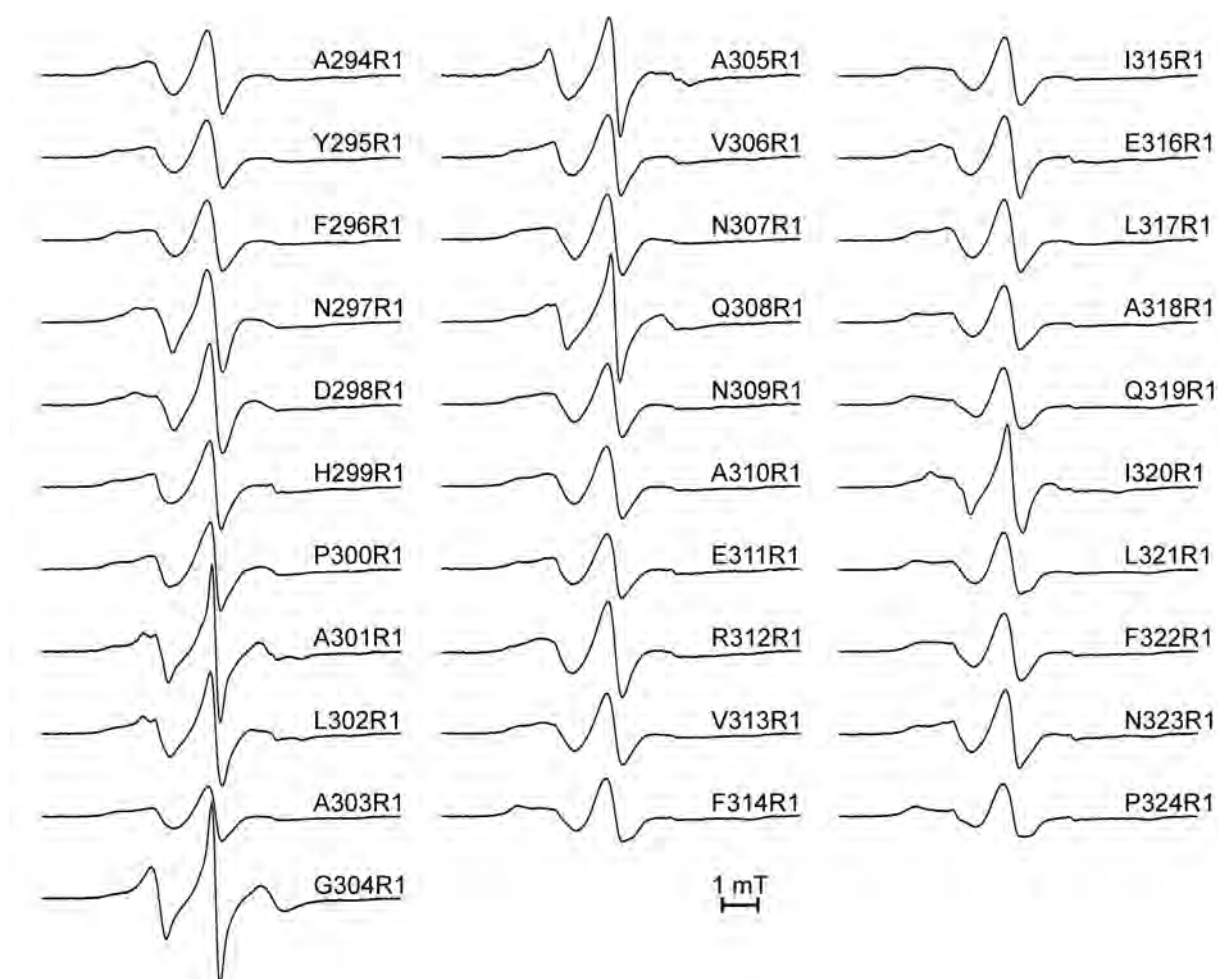 A294R1
Y295R1
F296R1
N297R1
D298R1
H299R1
P300R1
A301R1
L302R1
A303R1
G304R1
A305R1
V306R1
N307R1
Q308R1
N309R1
A310R1
E311R1
R312R1
V313R1
F314R1
1 mT
I315R1
E316R1
L317R1
A318R1
Q319R1
I320R1
L321R1
F322R1
N323R1
P324R1